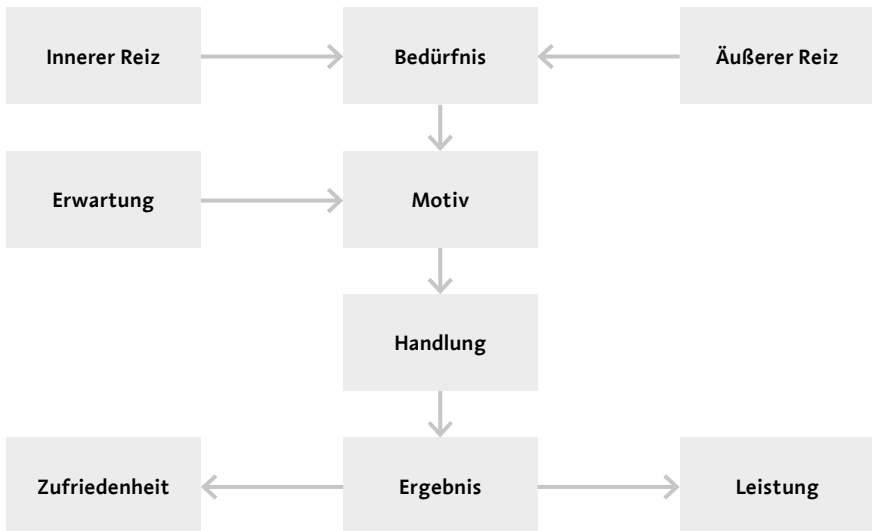 Innerer Reiz
Bedürfnis
Äußerer Reiz
Erwartung
Motiv
Handlung
Zufriedenheit
Ergebnis
Leistung